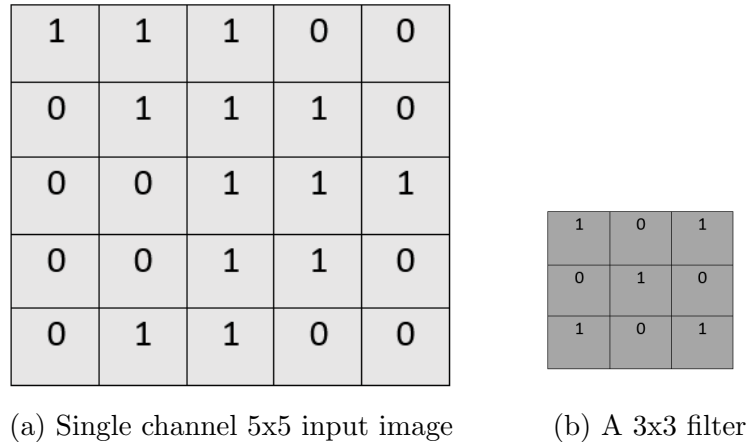 1 1 1 0 0
0 1 1 1 0
0 0 1 1 1
0 0 1 1 0
0 1 1 0 0
1 0 1
0 1 0
1 0 1
(a) Single channel 5x5 input image
(b) A 3x3 filter